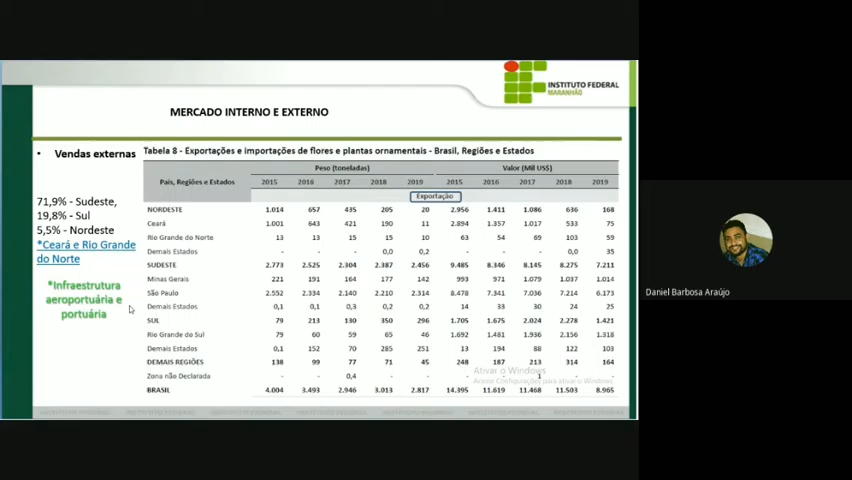 INSTITUTO FEDERAL
MARANHÃO
MERCADO INTERNO E EXTERNO
• Vendas externas
71,9% - Sudeste,
19,8% - Sul
5,5% - Nordeste
*Ceará e Rio Grande
do Norte
*Infraestrutura
aeroportuária e
portuária
Tabela 8 - Exportações e importações de flores e plantas ornamentais - Brasil, Regiões e Estados
País, Regiões e Estados Peso (toneladas) Valor (Mil US$)
2015 2016 2017 2018 2019 2015 2016 2017 2018 2019
Exportação
NORDESTE 1.014 657 435 205 20 2.956 1.411 1.086 636 168
Ceará 1.001 643 421 190 11 2.894 1.357 1.017 533 75
Rio Grande do Norte 13 13 15 15 10 63 54 69 103 59
Demais Estados - - - 0,0 0,2 - - - 0,0 35
SUDESTE 2.773 2.525 2.304 2.387 2.456 9.485 8.346 8.145 8.275 7.211
Minas Gerais 221 191 164 177 142 993 971 1.079 1.037 1.014
São Paulo 2.552 2.334 2.140 2.210 2.314 8.478 7.341 7.036 7.214 6.173
Demais Estados 0,1 0,1 0,3 0,2 0,2 14 33 30 24 25
SUL 79 213 130 350 296 1.705 1.675 2.024 2.278 1.421
Rio Grande do Sul 79 60 59 65 46 1.692 1.481 1.936 2.156 1.318
Demais Estados 0,1 152 70 285 251 13 194 88 122 103
DEMAIS REGIÕES 138 99 77 71 45 248 187 213 314 164
Zona não Declarada - - 0,4 - - - - 1 - -
BRASIL 4.004 3.493 2.946 3.013 2.817 14.395 11.619 11.468 11.503 8.965
Ativar o Windows
Acesse Configurações para ativar o Windows.
Daniel Barbosa Araújo